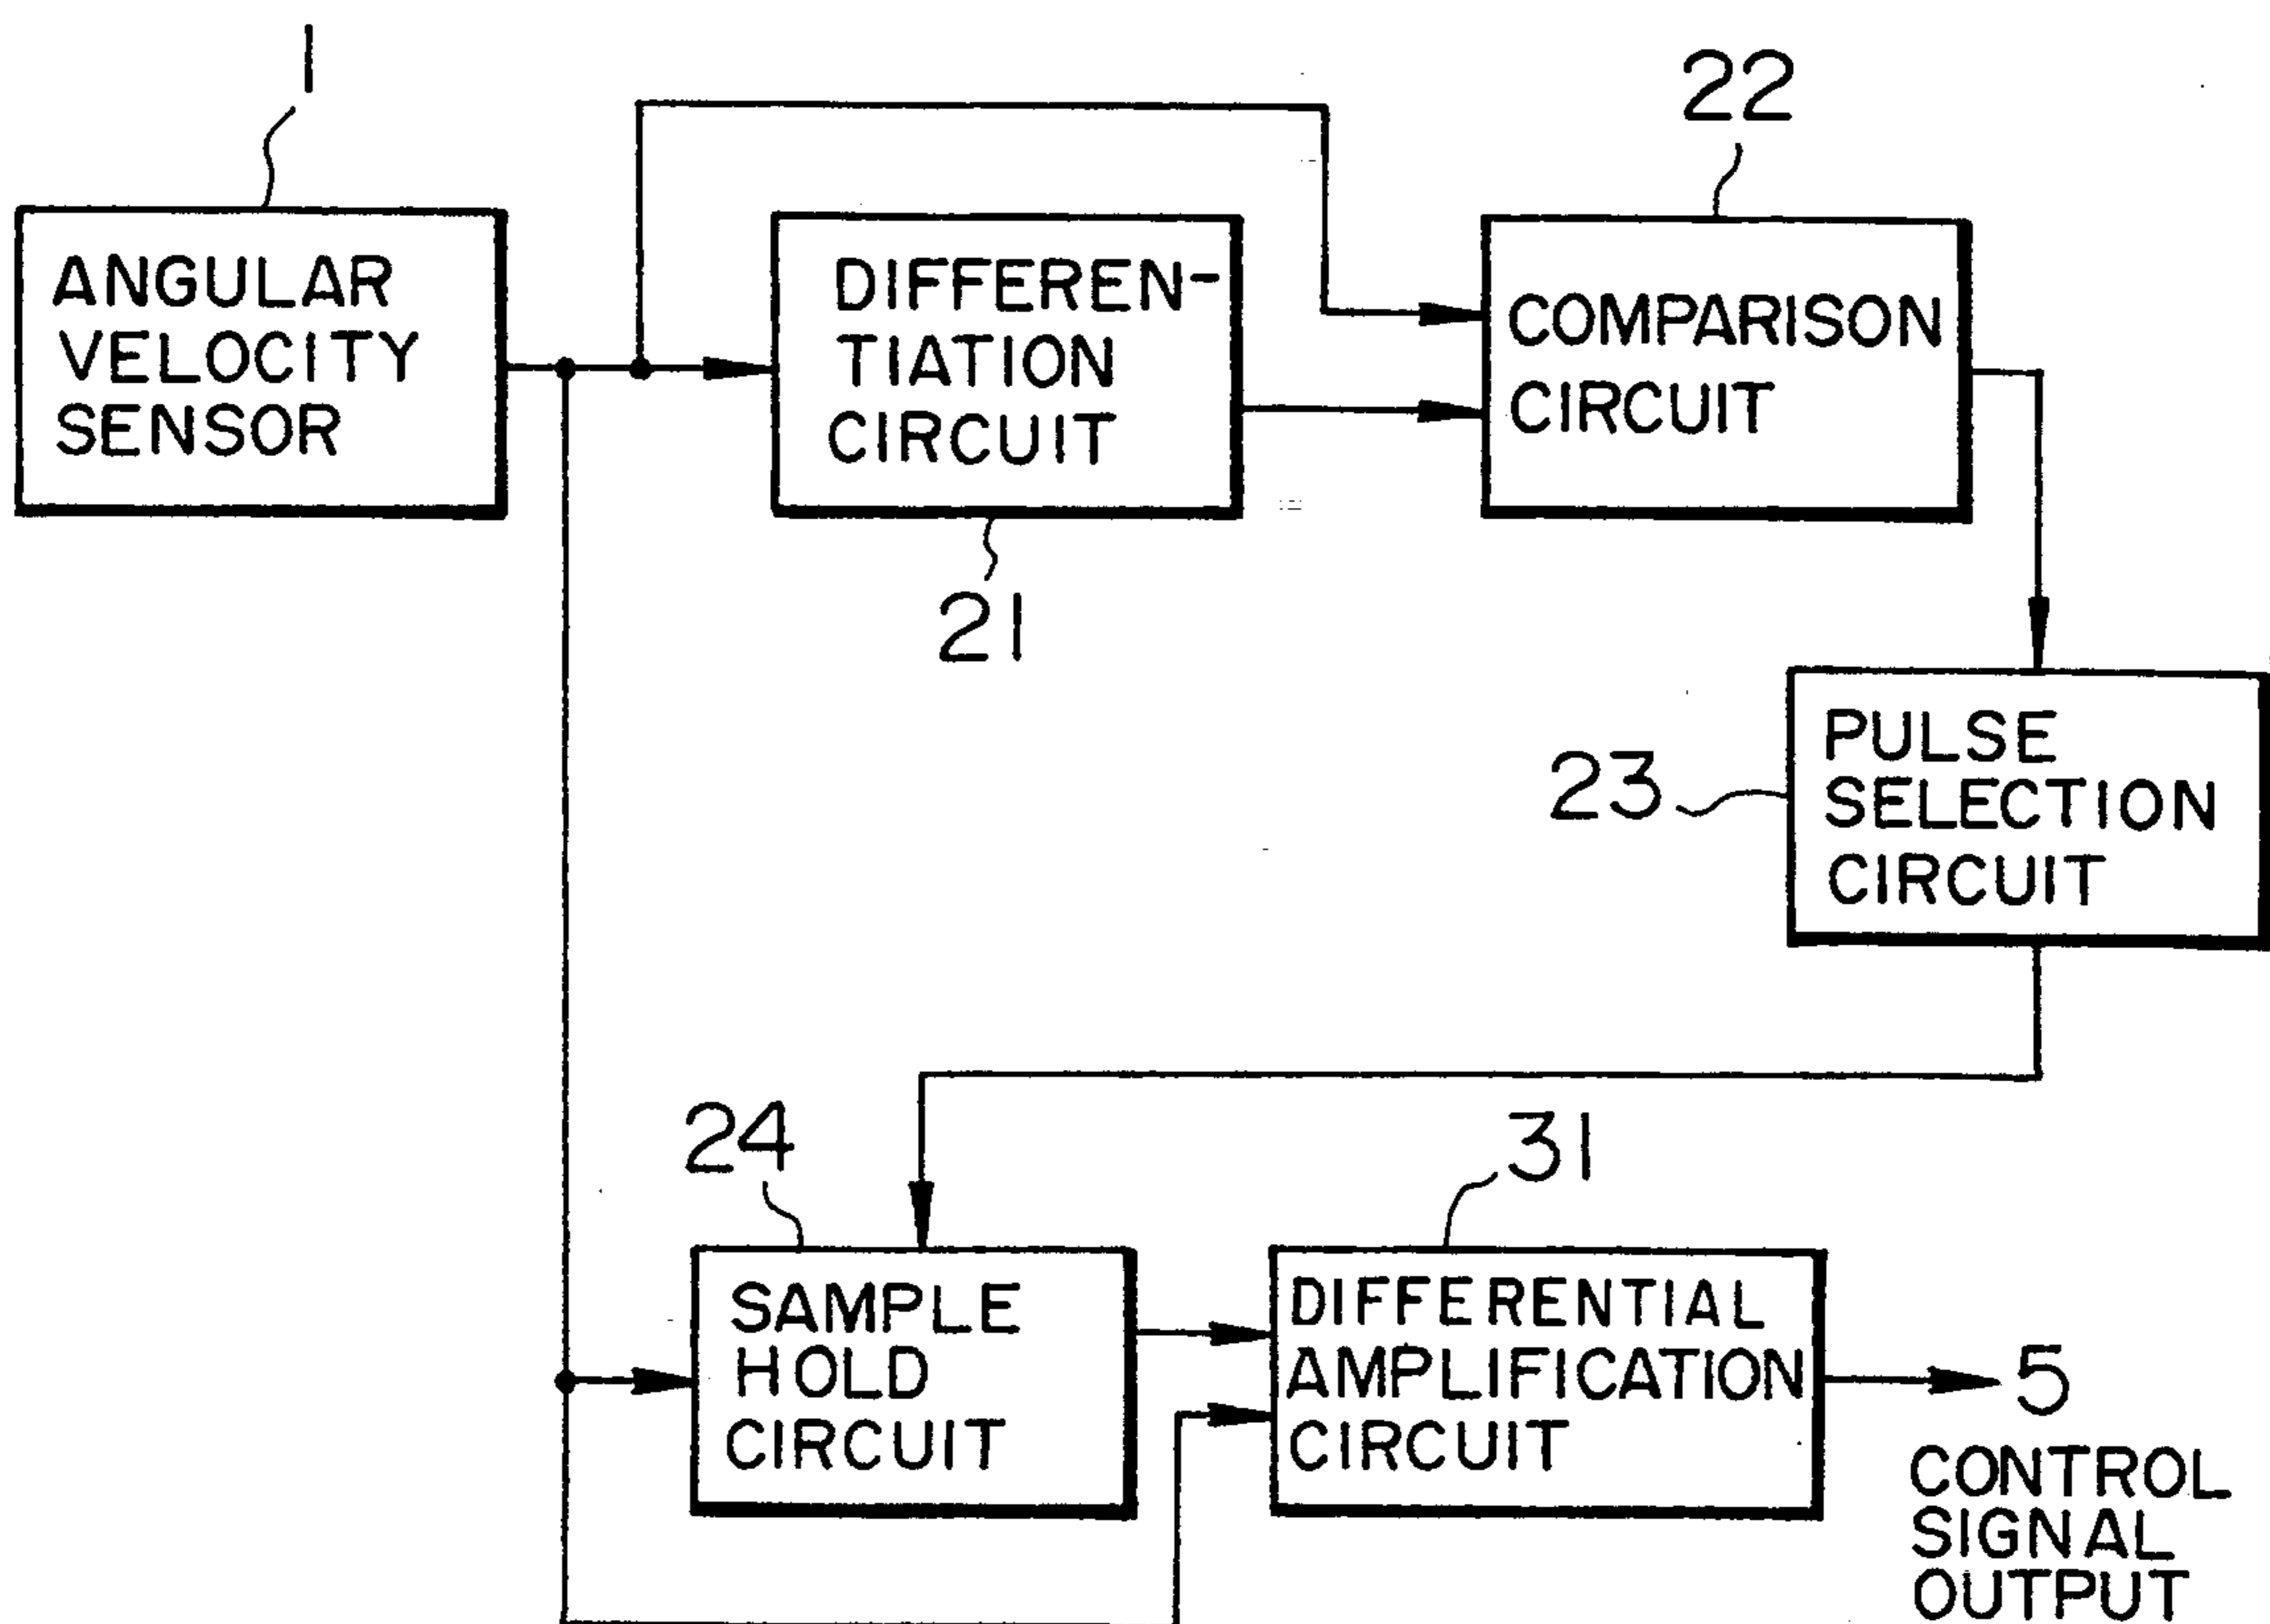 1
22
ANGULAR
VELOCITY
SENSOR
DIFFEREN-
TIATION
CIRCUIT
COMPARISON
CIRCUIT
21
23
PULSE
SELECTION
CIRCUIT
24
31
SAMPLE
HOLD
CIRCUIT
DIFFERENTIAL
AMPLIFICATION
CIRCUIT
5
CONTROL
SIGNAL
OUTPUT